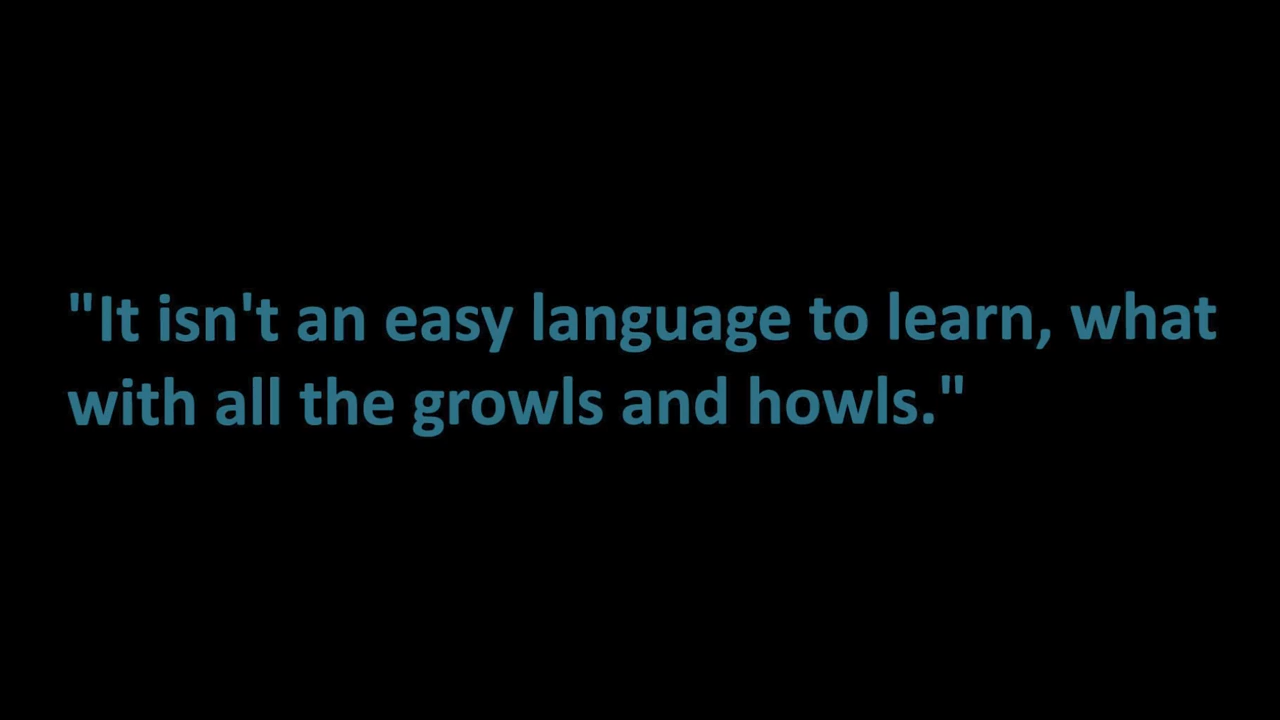 "It isn't an easy language to learn, what
with all the growls and howls."